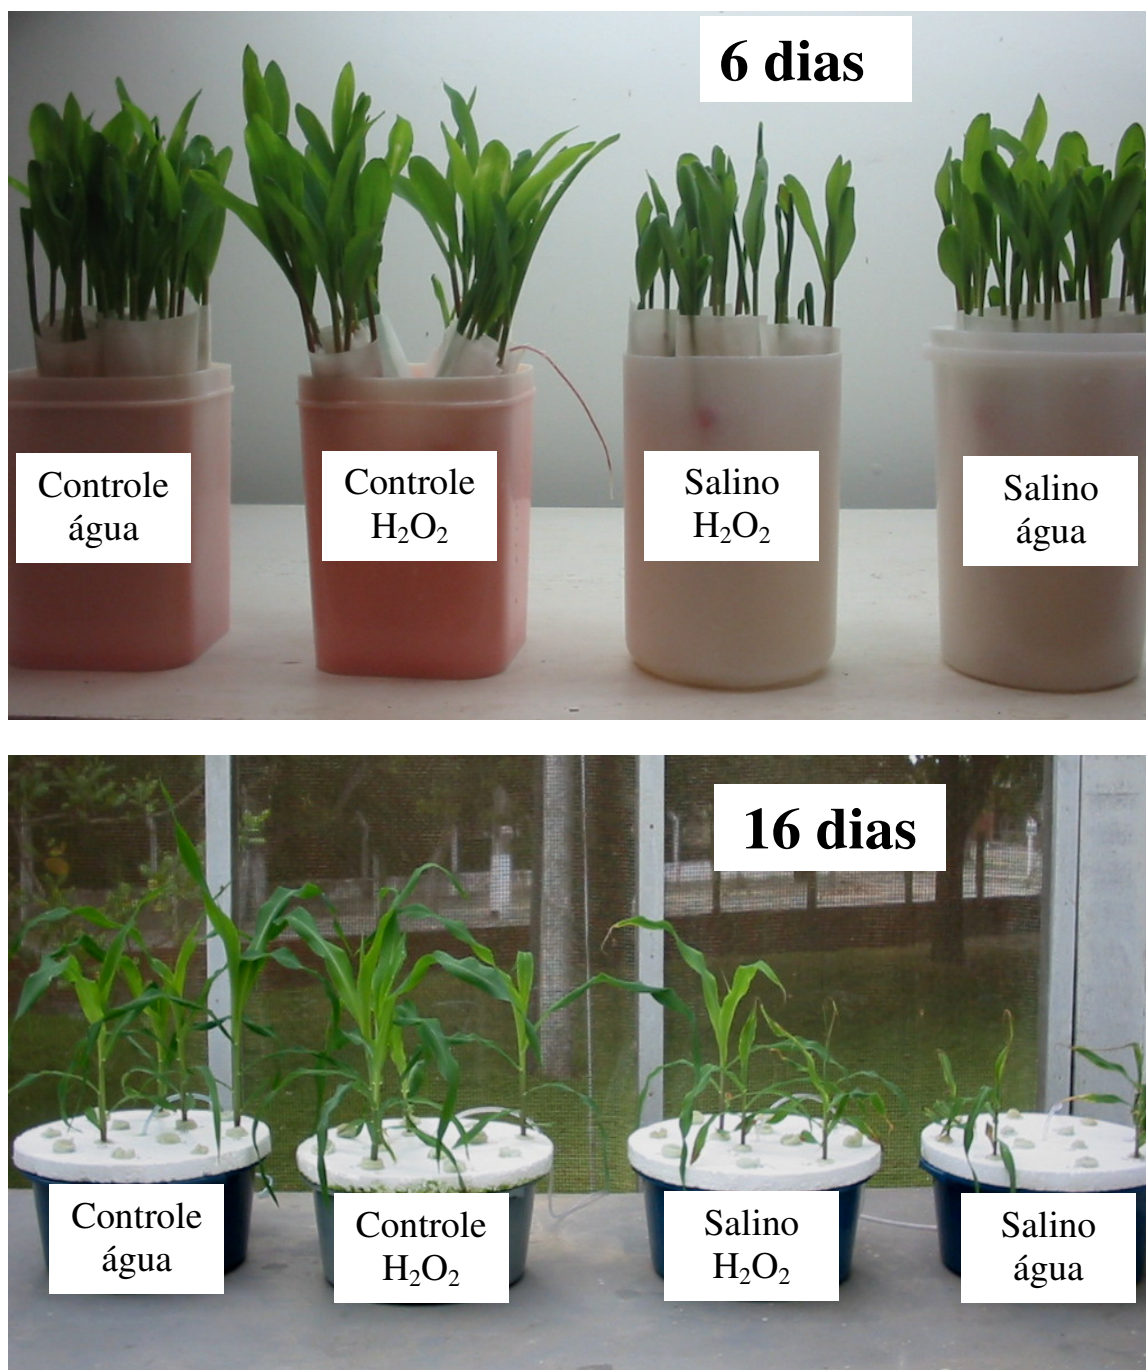 6 dias
Controle
água
Controle
H₂O₂
Salino
H₂O₂
Salino
água
16 dias
Controle
água
Controle
H₂O₂
Salino
H₂O₂
Salino
água